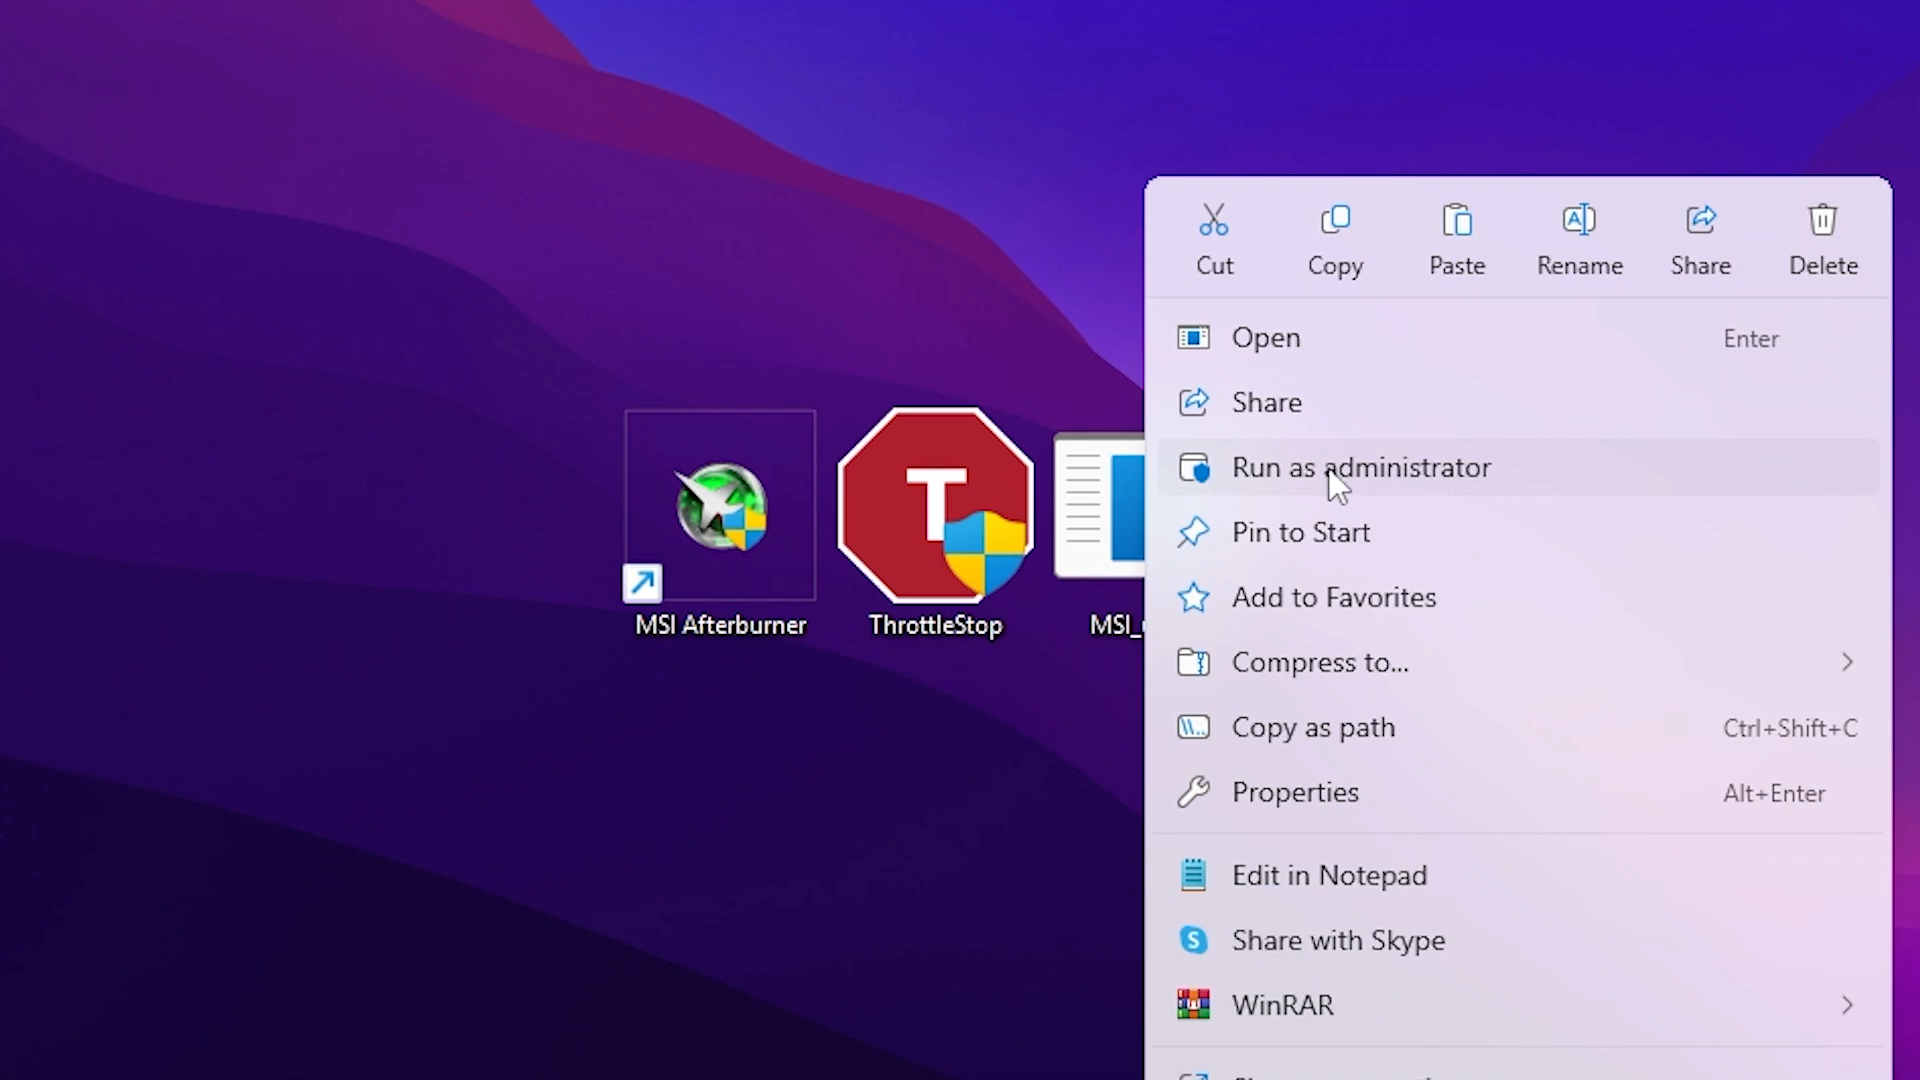 Cut Copy Paste Rename Share Delete
Open Enter
Share
Run as administrator
Pin to Start
Add to Favorites
Compress to...
Copy as path Ctrl+Shift+C
Properties Alt+Enter
Edit in Notepad
Share with Skype
WinRAR
MSI Afterburner
T
ThrottleStop
MSI_